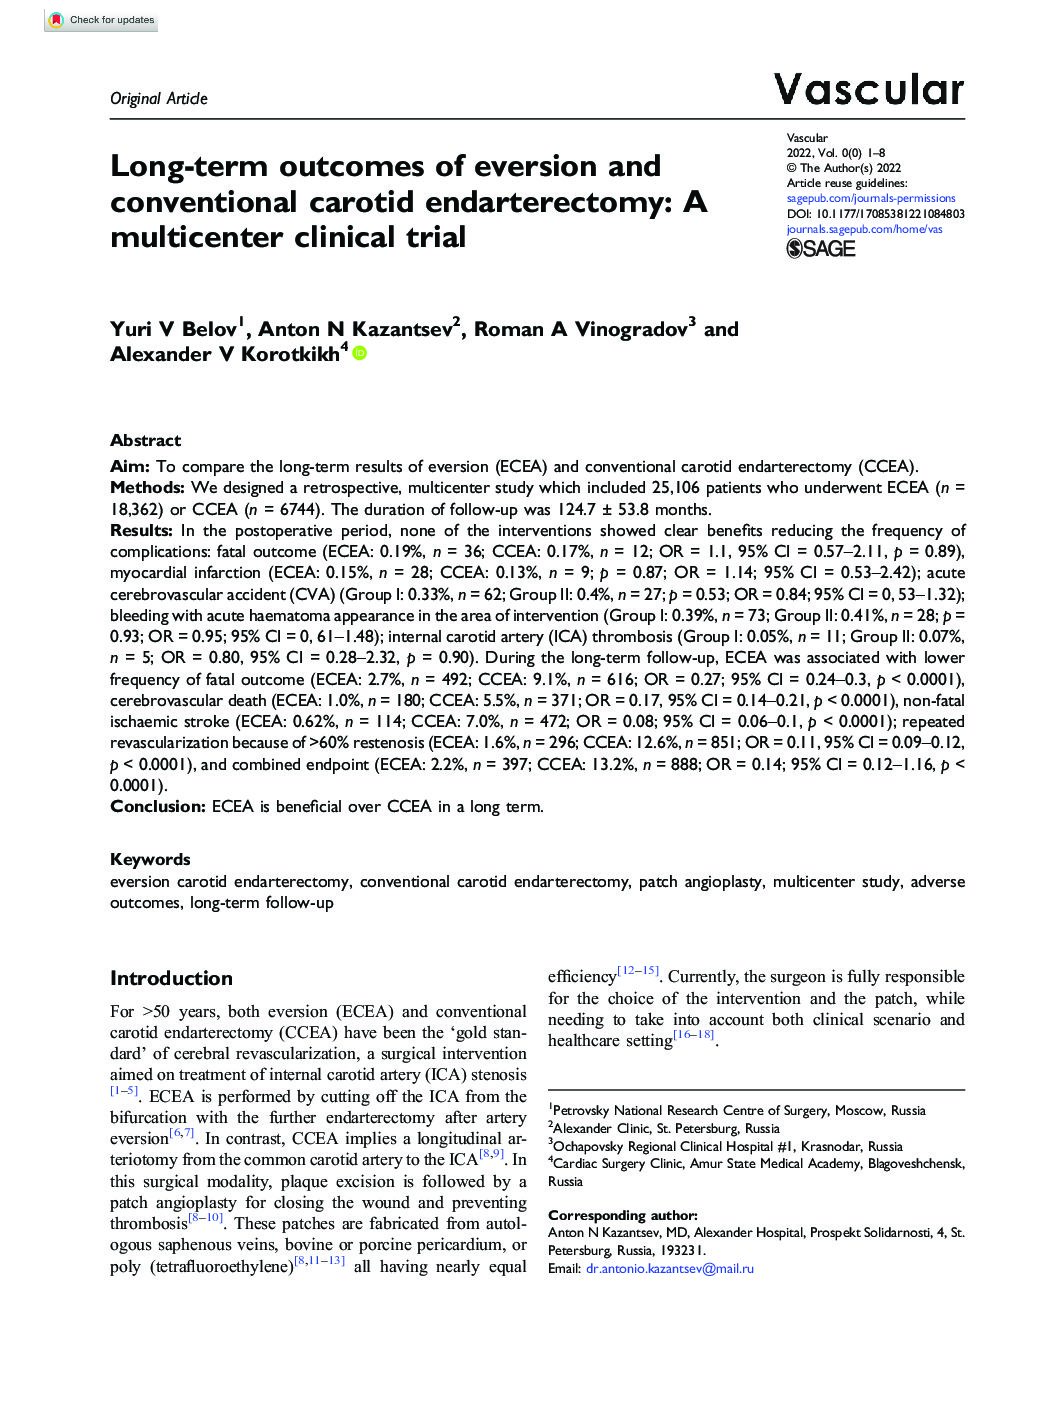 Check for updates
Original Article
Vascular
Vascular
2022, Vol. 0(0) 1–8
© The Author(s) 2022
Article reuse guidelines:
sagepub.com/journals-permissions
DOI: 10.1177/17085381221084803
journals.sagepub.com/home/vas
SAGE
Long-term outcomes of eversion and
conventional carotid endarterectomy: A
multicenter clinical trial
Yuri V Belov1, Anton N Kazantsev2, Roman A Vinogradov3 and
Alexander V Korotkikh4 iD
Abstract
Aim: To compare the long-term results of eversion (ECEA) and conventional carotid endarterectomy (CCEA).
Methods: We designed a retrospective, multicenter study which included 25,106 patients who underwent ECEA (n =
18,362) or CCEA (n = 6744). The duration of follow-up was 124.7 ± 53.8 months.
Results: In the postoperative period, none of the interventions showed clear benefits reducing the frequency of
complications: fatal outcome (ECEA: 0.19%, n = 36; CCEA: 0.17%, n = 12; OR = 1.1, 95% CI = 0.57–2.11, p = 0.89),
myocardial infarction (ECEA: 0.15%, n = 28; CCEA: 0.13%, n = 9; p = 0.87; OR = 1.14; 95% CI = 0.53–2.42); acute
cerebrovascular accident (CVA) (Group I: 0.33%, n = 62; Group II: 0.4%, n = 27; p = 0.53; OR = 0.84; 95% CI = 0, 53–1.32);
bleeding with acute haematoma appearance in the area of intervention (Group I: 0.39%, n = 73; Group II: 0.41%, n = 28; p =
0.93; OR = 0.95; 95% CI = 0, 61–1.48); internal carotid artery (ICA) thrombosis (Group I: 0.05%, n = 11; Group II: 0.07%,
n = 5; OR = 0.80, 95% CI = 0.28–2.32, p = 0.90). During the long-term follow-up, ECEA was associated with lower
frequency of fatal outcome (ECEA: 2.7%, n = 492; CCEA: 9.1%, n = 616; OR = 0.27; 95% CI = 0.24–0.3, p < 0.0001),
cerebrovascular death (ECEA: 1.0%, n = 180; CCEA: 5.5%, n = 371; OR = 0.17, 95% CI = 0.14–0.21, p < 0.0001), non-fatal
ischaemic stroke (ECEA: 0.62%, n = 114; CCEA: 7.0%, n = 472; OR = 0.08; 95% CI = 0.06–0.1, p < 0.0001); repeated
revascularization because of >60% restenosis (ECEA: 1.6%, n = 296; CCEA: 12.6%, n = 851; OR = 0.11, 95% CI = 0.09–0.12,
p < 0.0001), and combined endpoint (ECEA: 2.2%, n = 397; CCEA: 13.2%, n = 888; OR = 0.14; 95% CI = 0.12–1.16, p <
0.0001).
Conclusion: ECEA is beneficial over CCEA in a long term.
Keywords
eversion carotid endarterectomy, conventional carotid endarterectomy, patch angioplasty, multicenter study, adverse
outcomes, long-term follow-up
Introduction
For >50 years, both eversion (ECEA) and conventional
carotid endarterectomy (CCEA) have been the ‘gold stan-
dard’ of cerebral revascularization, a surgical intervention
aimed on treatment of internal carotid artery (ICA) stenosis
[1–5]. ECEA is performed by cutting off the ICA from the
bifurcation with the further endarterectomy after artery
eversion[6,7]. In contrast, CCEA implies a longitudinal ar-
teriotomy from the common carotid artery to the ICA[8,9]. In
this surgical modality, plaque excision is followed by a
patch angioplasty for closing the wound and preventing
thrombosis[8–10]. These patches are fabricated from autol-
ogous saphenous veins, bovine or porcine pericardium, or
poly (tetrafluoroethylene)[8,11–13] all having nearly equal
efficiency[12–15]. Currently, the surgeon is fully responsible
for the choice of the intervention and the patch, while
needing to take into account both clinical scenario and
healthcare setting[16–18].
1Petrovsky National Research Centre of Surgery, Moscow, Russia
2Alexander Clinic, St. Petersburg, Russia
3Ochapovsky Regional Clinical Hospital #1, Krasnodar, Russia
4Cardiac Surgery Clinic, Amur State Medical Academy, Blagoveshchensk,
Russia
Corresponding author:
Anton N Kazantsev, MD, Alexander Hospital, Prospekt Solidarnosti, 4, St.
Petersburg, Russia, 193231.
Email: dr.antonio.kazantsev@mail.ru